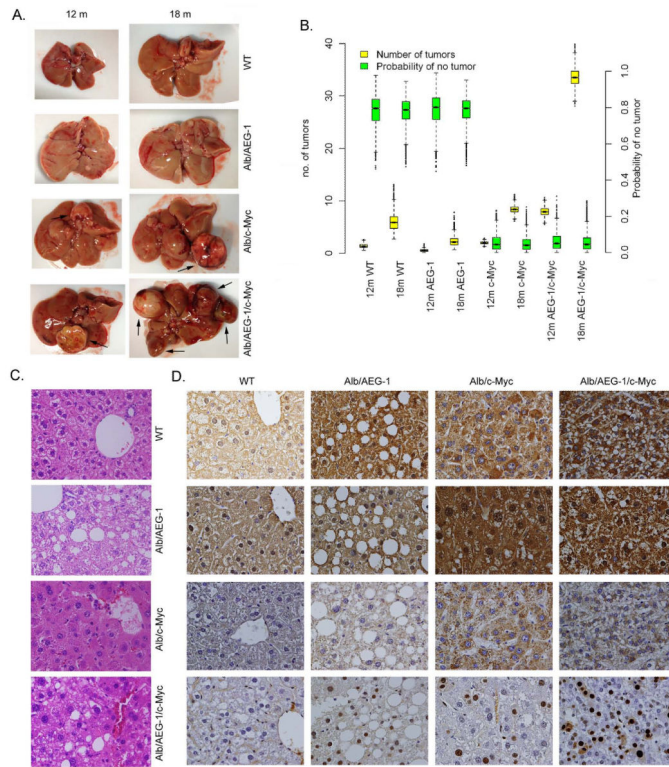 A.
12 m
18 m
WT
Alb/AEG-1
Alb/c-Myc
Alb/AEG-1/c-Myc
B.
Number of tumors
Probability of no tumor
no. of tumors
40
30
20
10
0
Probability of no tumor
1.0
0.8
0.6
0.4
0.2
0.0
12m WT
18m WT
12m AEG-1
18m AEG-1
12m c-Myc
18m c-Myc
12m AEG-1/c-Myc
18m AEG-1/c-Myc
C.
WT
Alb/AEG-1
Alb/c-Myc
Alb/AEG-1/c-Myc
D.
WT
Alb/AEG-1
Alb/c-Myc
Alb/AEG-1/c-Myc